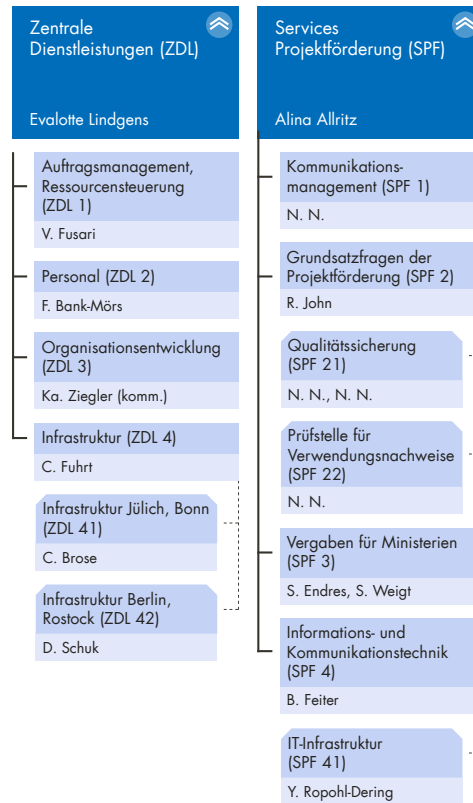 Zentrale
Dienstleistungen (ZDL)
Evalotte Lindgens
Auftragsmanagement,
Ressourcensteuerung
(ZDL 1)
V. Fusari
Personal (ZDL 2)
F. Bank-Mörs
Organisationsentwicklung
(ZDL 3)
Ka. Ziegler (komm.)
Infrastruktur (ZDL 4)
C. Fuhrt
Infrastruktur Jülich, Bonn
(ZDL 41)
C. Brose
Infrastruktur Berlin,
Rostock (ZDL 42)
D. Schuk
Services
Projektförderung (SPF)
Alina Allritz
Kommunikations-
management (SPF 1)
N. N.
Grundsatzfragen der
Projektförderung (SPF 2)
R. John
Qualitätssicherung
(SPF 21)
N. N., N. N.
Prüfstelle für
Verwendungsnachweise
(SPF 22)
N. N.
Vergaben für Ministerien
(SPF 3)
S. Endres, S. Weigt
Informations- und
Kommunikationstechnik
(SPF 4)
B. Feiter
IT-Infrastruktur
(SPF 41)
Y. Ropohl-Dering